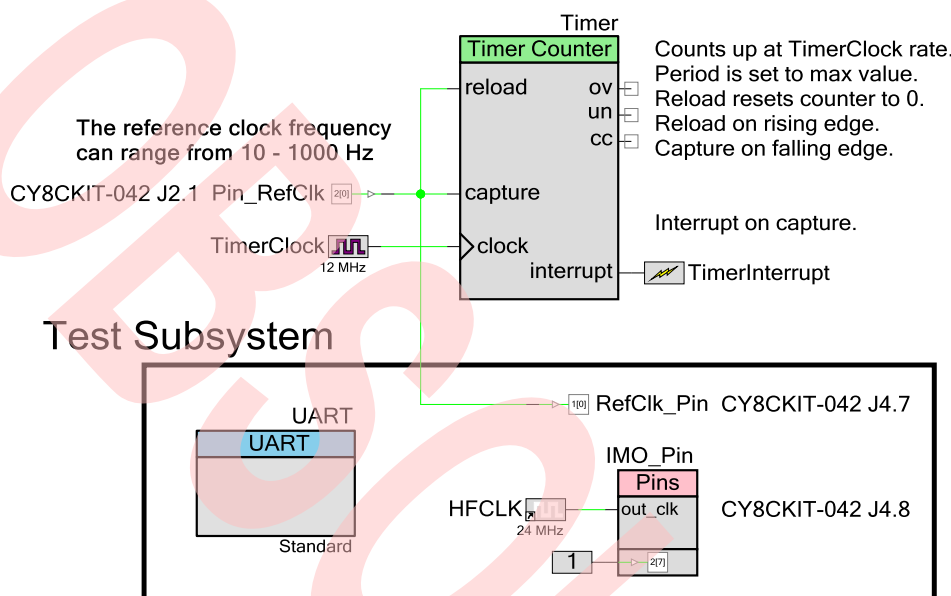 Timer
Timer Counter
reload
ov
un
cc
capture
clock
interrupt
Counts up at TimerClock rate.
Period is set to max value.
Reload resets counter to 0.
Reload on rising edge.
Capture on falling edge.
The reference clock frequency
can range from 10 - 1000 Hz
CY8CKIT-042 J2.1 Pin_RefClk 2[0]
Interrupt on capture.
TimerClock
12 MHz
TimerInterrupt
Test Subsystem
1[0] RefClk_Pin CY8CKIT-042 J4.7
UART
UART
Standard
IMO_Pin
Pins
HFCLK
24 MHz
out_clk
CY8CKIT-042 J4.8
1
2[7]